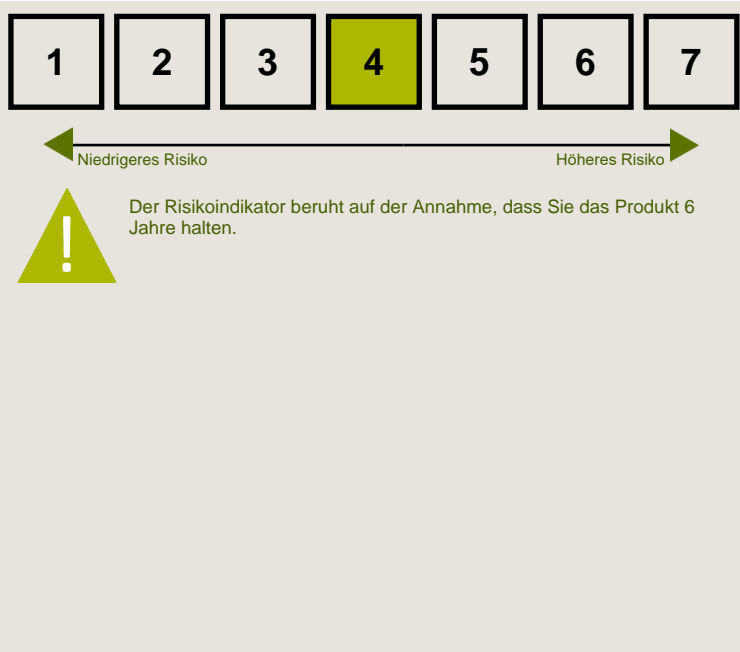 1 2 3 4 5 6 7
Niedrigeres Risiko Höheres Risiko
!
Der Risikoindikator beruht auf der Annahme, dass Sie das Produkt 6
Jahre halten.